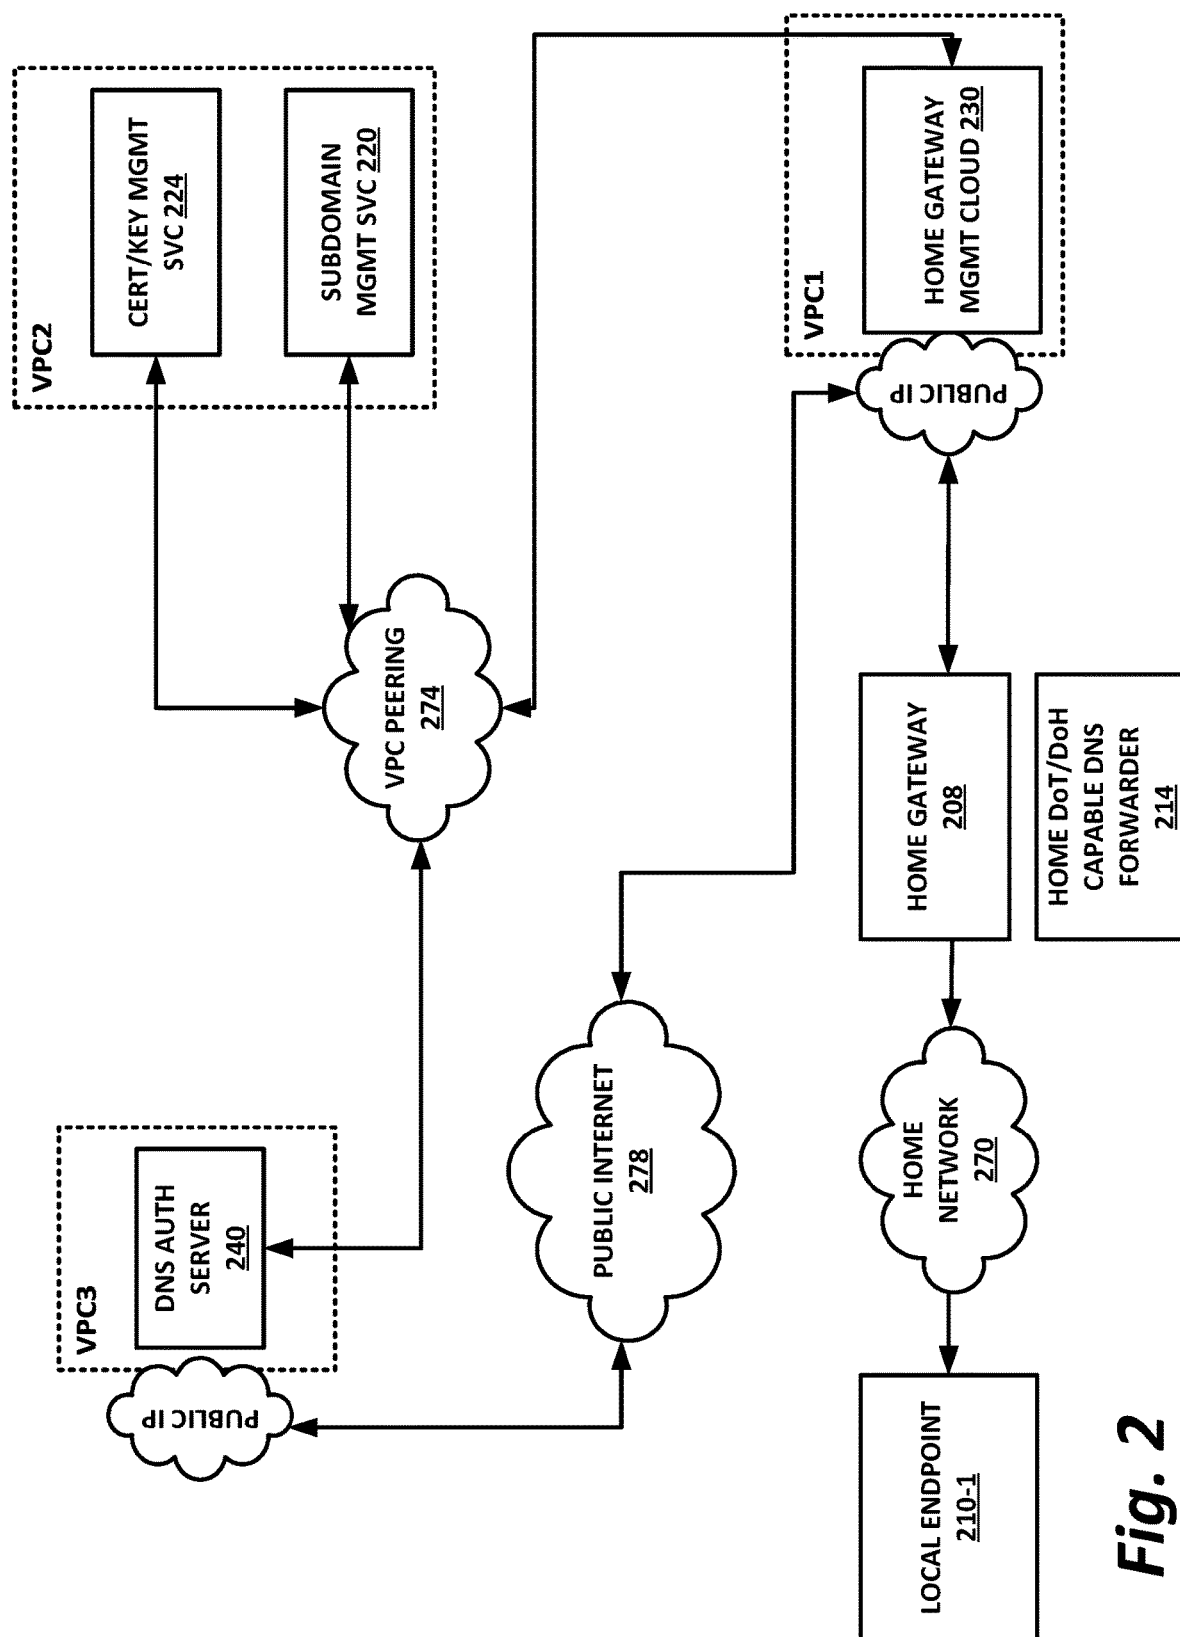 VPC3
DNS AUTH
SERVER
240
PUBLIC IP
VPC2
CERT/KEY MGMT
SVC 224
SUBDOMAIN
MGMT SVC 220
VPC PEERING
274
PUBLIC INTERNET
278
VPC1
HOME GATEWAY
MGMT CLOUD 230
PUBLIC IP
LOCAL ENDPOINT
210-1
HOME
NETWORK
270
HOME GATEWAY
208
HOME DoT/DoH
CAPABLE DNS
FORWARDER
214
Fig. 2